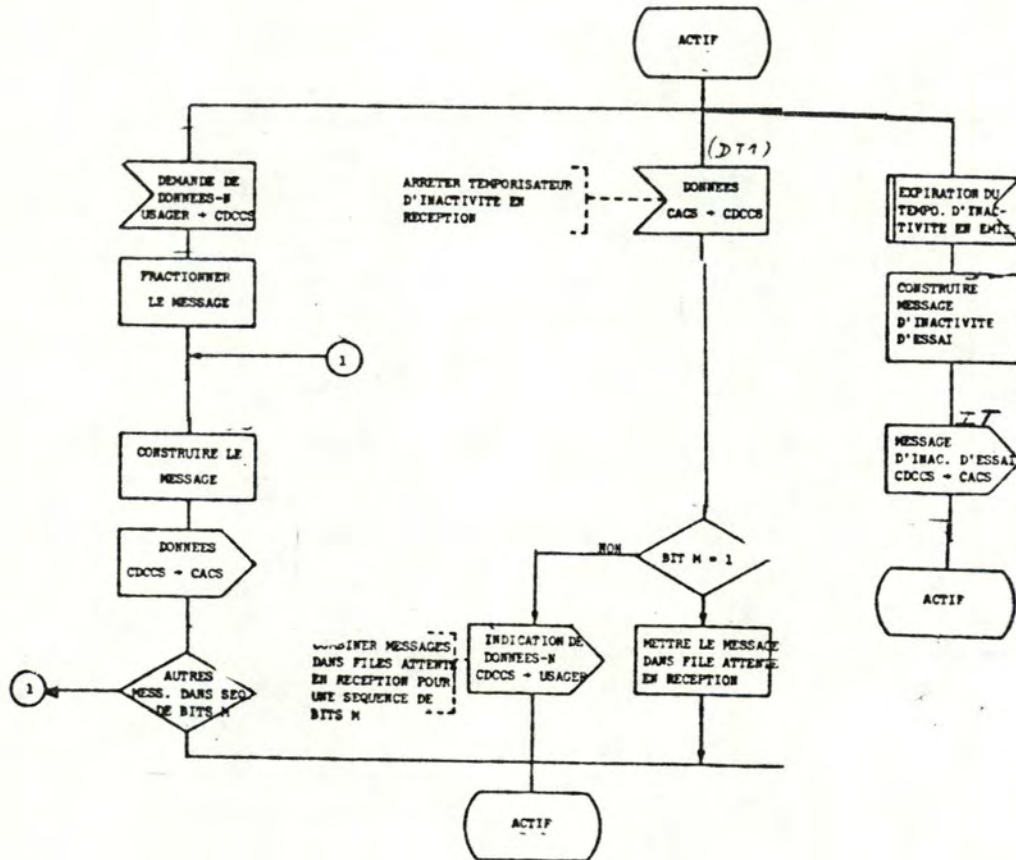 ACTIF
(DT1)
DEMANDE DE
DONNEES-N
USAGER → CDCCS
ARRETER TEMPORISATEUR
D'INACTIVITE EN
RECEPTION
DONNEES
CACS → CDCCS
EXPIRATION DU
TEMPO. D'INAC-
TIVITE EN EMIS.
FRACTIONNER
LE MESSAGE
CONSTRUIRE
MESSAGE
D'INACTIVITE
D'ESSAI
1
CONSTRUIRE LE
MESSAGE
IT
MESSAGE
D'INAC. D'ESSAI
CDCCS → CACS
DONNEES
CDCCS → CACS
NON
BIT M = 1
ACTIF
MESSAGES
DANS FILES ATTENTE
EN RECEPTION POUR
UNE SEQUENCE DE
BITS M
INDICATION DE
DONNEES-N
CDCCS → USAGER
METTRE LE MESSAGE
DANS FILE ATTENTE
EN RECEPTION
1
AUTRES
MESS. DANS SEQ
DE BITS M
ACTIF